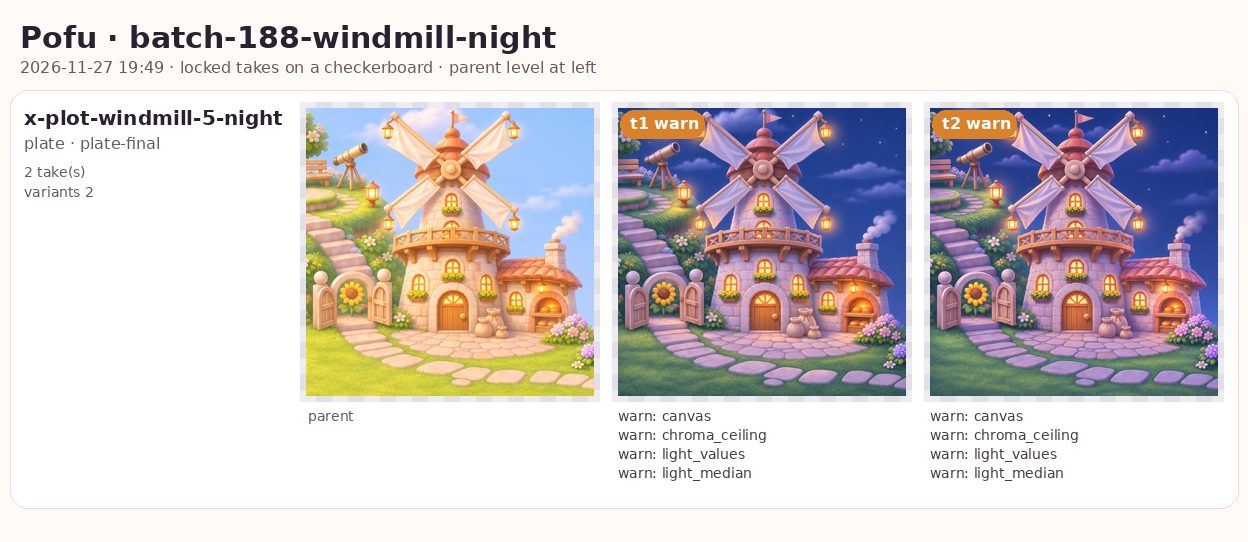 Pofu · batch-188-windmill-night
2026-11-27 19:49 · locked takes on a checkerboard · parent level at left
x-plot-windmill-5-night
plate · plate-final
2 take(s)
variants 2
parent
t1 warn
warn: canvas
warn: chroma_ceiling
warn: light_values
warn: light_median
t2 warn
warn: canvas
warn: chroma_ceiling
warn: light_values
warn: light_median